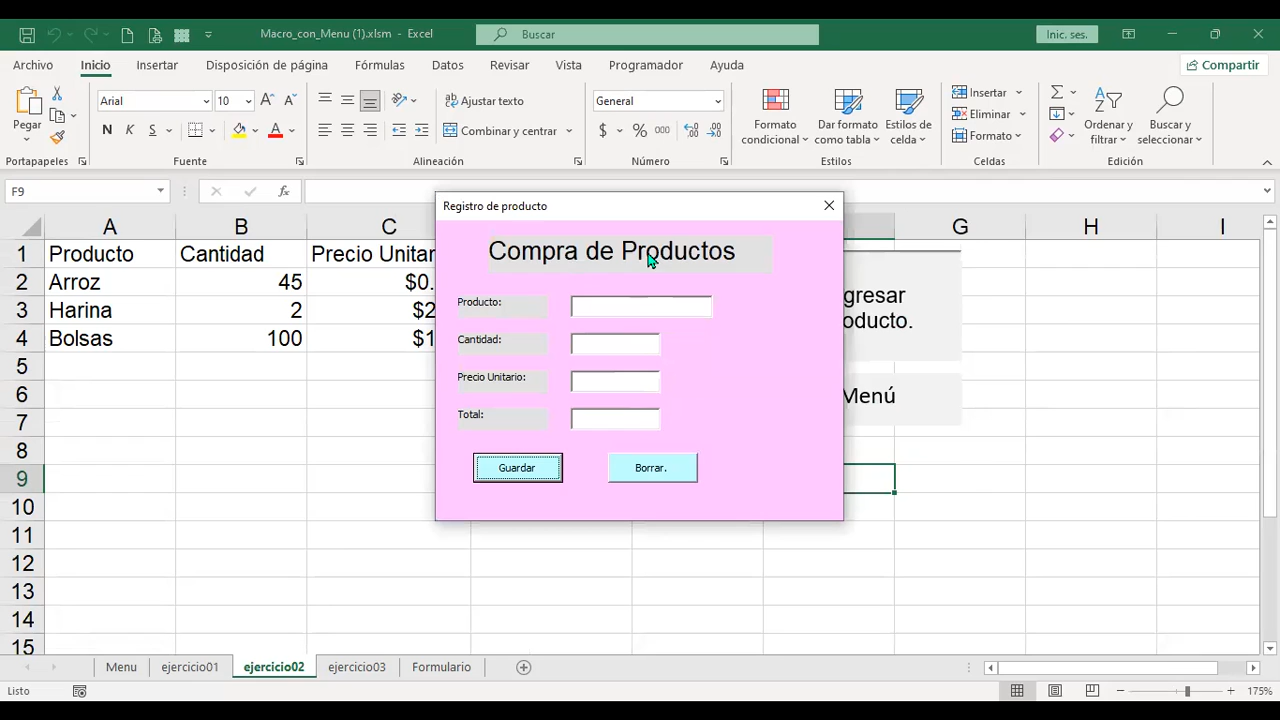 Macro_con_Menu (1).xlsm - Excel
Buscar
Inic. ses.
Archivo
Inicio
Insertar
Disposición de página
Fórmulas
Datos
Revisar
Vista
Programador
Ayuda
Compartir
Pegar
Arial
10
N K S
Ajustar texto
Combinar y centrar
General
$ % 000
Formato condicional
Dar formato como tabla
Estilos de celda
Insertar
Eliminar
Formato
Ordenar y filtrar
Buscar y seleccionar
Portapapeles
Fuente
Alineación
Número
Estilos
Celdas
Edición
F9
fx
Registro de producto
A B C G H I
1 Producto Cantidad Precio Unitar
2 Arroz 45 $0.
3 Harina 2 $2
4 Bolsas 100 $1
5
6
7
8
9
10
11
12
13
14
15
Compra de Productos
Producto:
Cantidad:
Precio Unitario:
Total:
Guardar
Borrar.
gresar
oducto.
Menú
Menu
ejercicio01
ejercicio02
ejercicio03
Formulario
Listo
175%